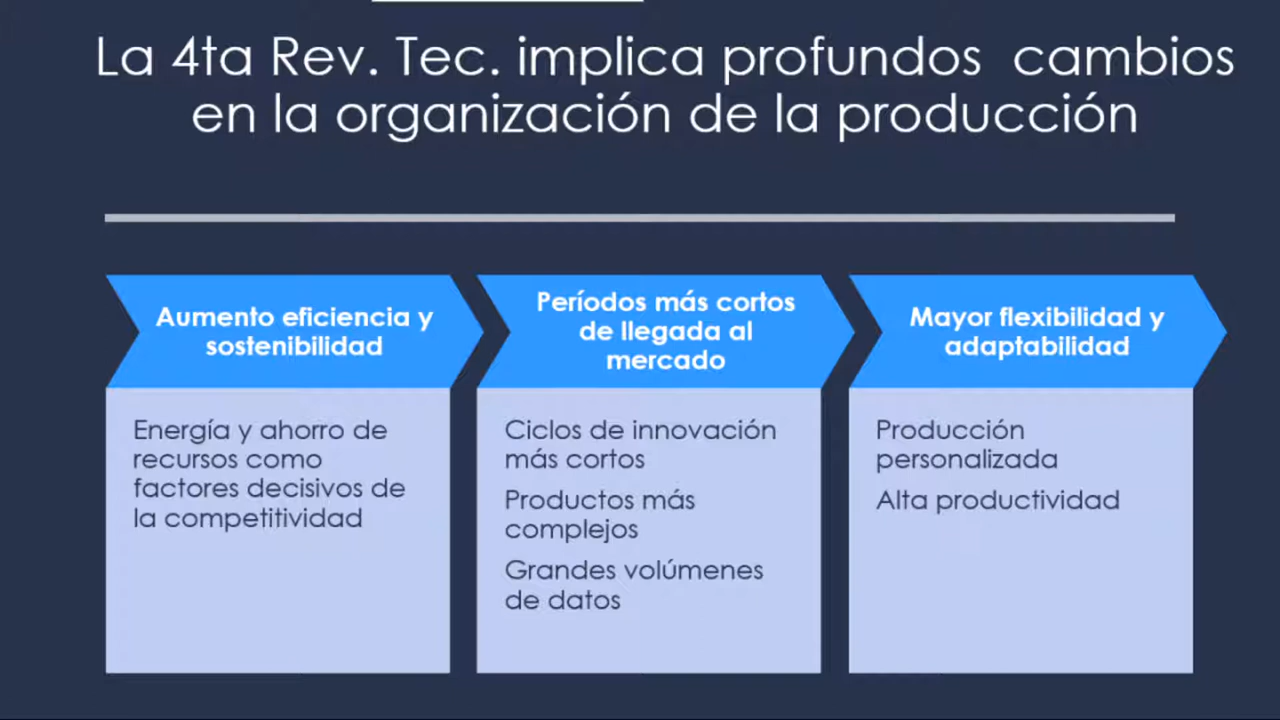 La 4ta Rev. Tec. implica profundos  cambios
en la organización de la producción
Aumento eficiencia y
sostenibilidad
Energía y ahorro de
recursos como
factores decisivos de
la competitividad
Períodos más cortos
de llegada al
mercado
Ciclos de innovación
más cortos
Productos más
complejos
Grandes volúmenes
de datos
Mayor flexibilidad y
adaptabilidad
Producción
personalizada
Alta productividad